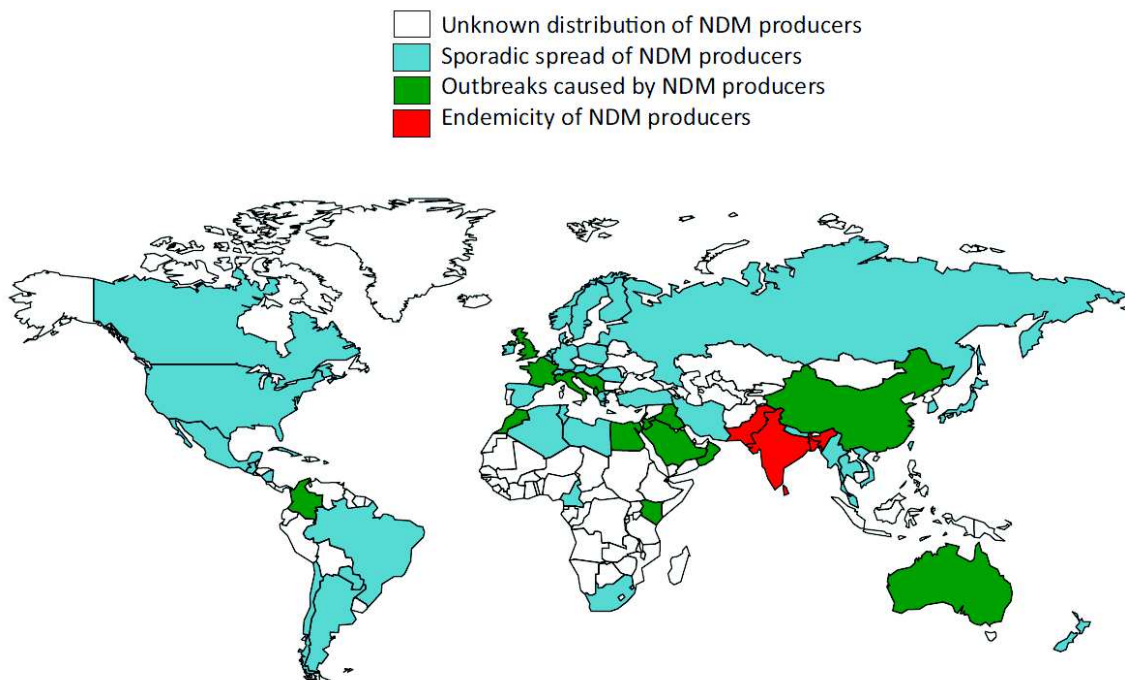 Unknown distribution of NDM producers
Sporadic spread of NDM producers
Outbreaks caused by NDM producers
Endemicity of NDM producers